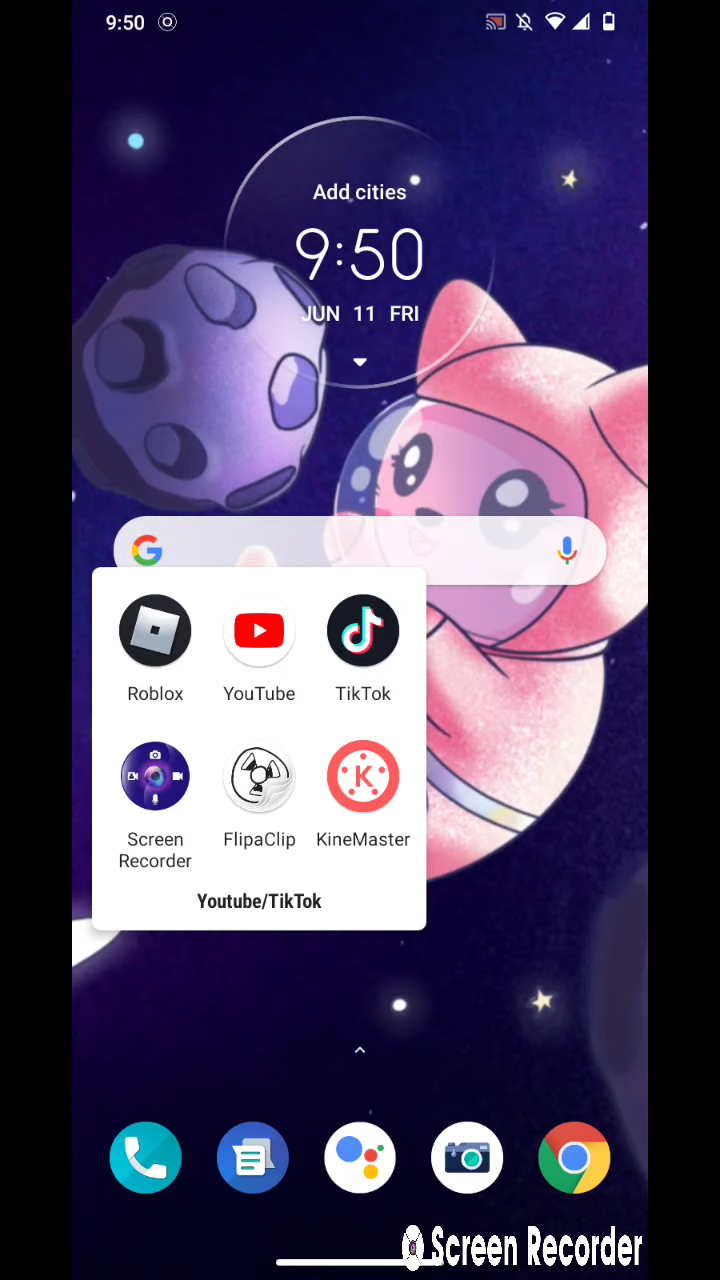 9:50
Add cities
9:50
JUN 11 FRI
Roblox YouTube TikTok
Screen Recorder FlipaClip KineMaster
Youtube/TikTok
Screen Recorder